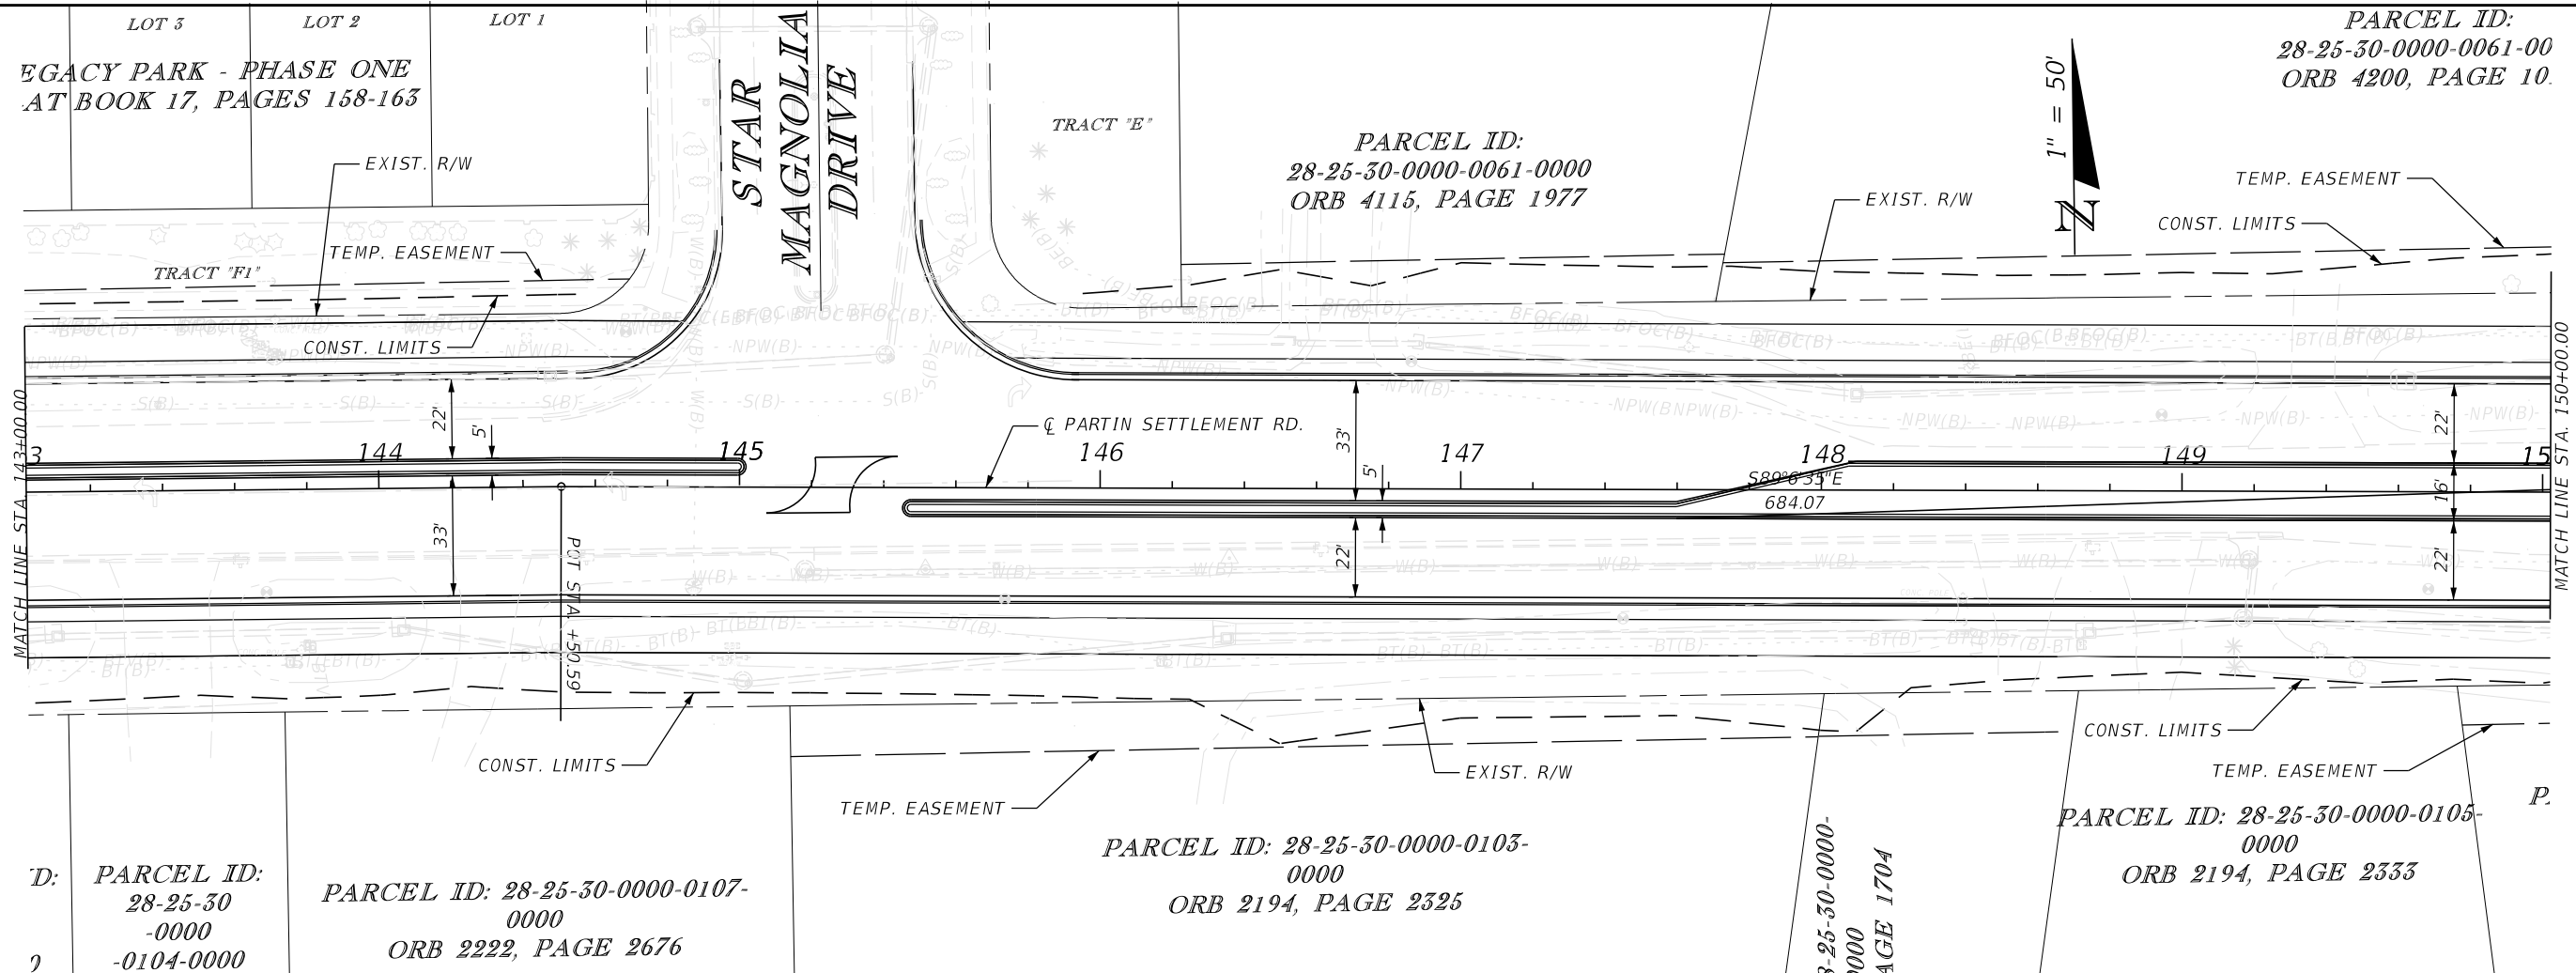 LOT 3
LOT 2
LOT 1
EGACY PARK - PHASE ONE
AT BOOK 17, PAGES 158-163
STAR
MAGNOLIA
DRIVE
TRACT "E"
PARCEL ID:
28-25-30-0000-0061-0000
ORB 4115, PAGE 1977
1" = 50'
N
PARCEL ID:
28-25-30-0000-0061-00
ORB 4200, PAGE 10
EXIST. R/W
TEMP. EASEMENT
TRACT "F1"
CONST. LIMITS
EXIST. R/W
TEMP. EASEMENT
CONST. LIMITS
MATCH LINE STA. 143+00.00
MATCH LINE STA. 150+00.00
BFOC(B)
BT(B)
NPW(B)
S(B)
W(B)
BE(B)
22'
5'
33'
℄ PARTIN SETTLEMENT RD.
33'
5'
22'
22'
16'
22'
3
144
145
146
147
148
149
15
S89°6'35"E
684.07
POT STA. +50.59
CONST. LIMITS
TEMP. EASEMENT
EXIST. R/W
CONST. LIMITS
TEMP. EASEMENT
ID:
PARCEL ID:
28-25-30
-0000
-0104-0000
PARCEL ID: 28-25-30-0000-0107-
0000
ORB 2222, PAGE 2676
PARCEL ID: 28-25-30-0000-0103-
0000
ORB 2194, PAGE 2325
8-25-30-0000-
0000
AGE 1704
PARCEL ID: 28-25-30-0000-0105-
0000
ORB 2194, PAGE 2333
P